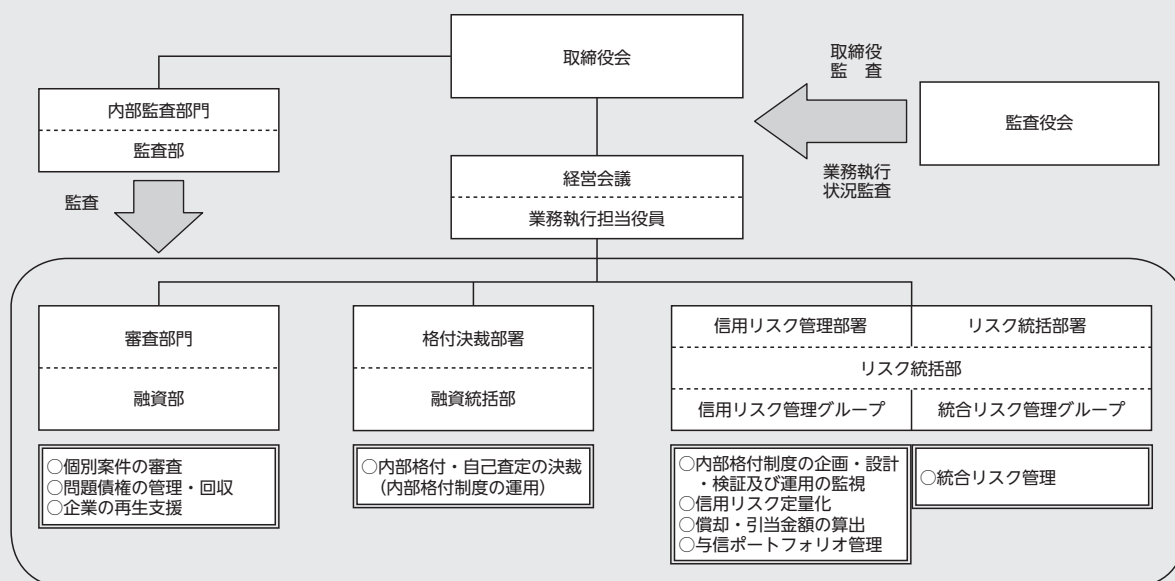 取締役会
取締役
監　査
内部監査部門
監査部
監査役会
監査
経営会議
業務執行担当役員
業務執行
状況監査
審査部門
融資部
格付決裁部署
融資統括部
信用リスク管理部署
リスク統括部署
リスク統括部
信用リスク管理グループ
統合リスク管理グループ
○個別案件の審査
○問題債権の管理・回収
○企業の再生支援
○内部格付・自己査定の決裁
（内部格付制度の運用）
○内部格付制度の企画・設計
・検証及び運用の監視
○信用リスク定量化
○償却・引当金額の算出
○与信ポートフォリオ管理
○統合リスク管理